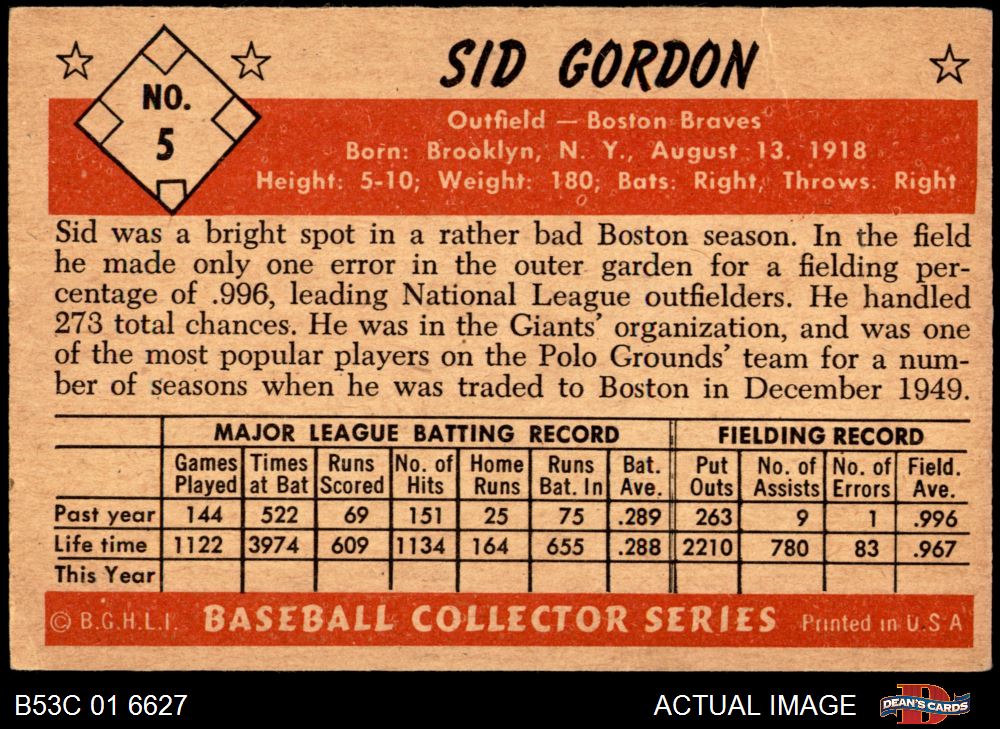 NO.
5
SID GORDON
Outfield — Boston Braves
Born: Brooklyn, N. Y., August 13. 1918
Height: 5-10; Weight: 180; Bats: Right, Throws: Right
Sid was a bright spot in a rather bad Boston season. In the field
he made only one error in the outer garden for a fielding per-
centage of .996, leading National League outfielders. He handled
273 total chances. He was in the Giants' organization, and was one
of the most popular players on the Polo Grounds' team for a num-
ber of seasons when he was traded to Boston in December 1949.
MAJOR LEAGUE BATTING RECORD FIELDING RECORD
Games Times Runs No. of Home Runs Bat. Put No. of No. of Field.
Played at Bat Scored Hits Runs Bat. In Ave. Outs Assists Errors Ave.
Past year 144 522 69 151 25 75 .289 263 9 1 .996
Life time 1122 3974 609 1134 164 655 .288 2210 780 83 .967
This Year
© B.G.H.L.I. BASEBALL COLLECTOR SERIES Printed in U.S.A
B53C 01 6627 ACTUAL IMAGE D DEAN'S CARDS